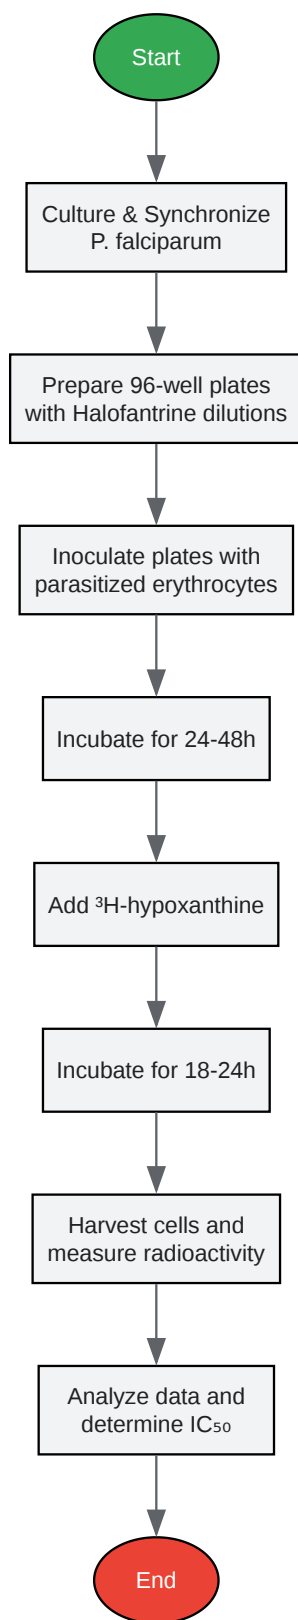 Start
Culture & Synchronize
P. falciparum
Prepare 96-well plates
with Halofantrine dilutions
Inoculate plates with
parasitized erythrocytes
Incubate for 24-48h
Add ³H-hypoxanthine
Incubate for 18-24h
Harvest cells and
measure radioactivity
Analyze data and
determine IC₅₀
End